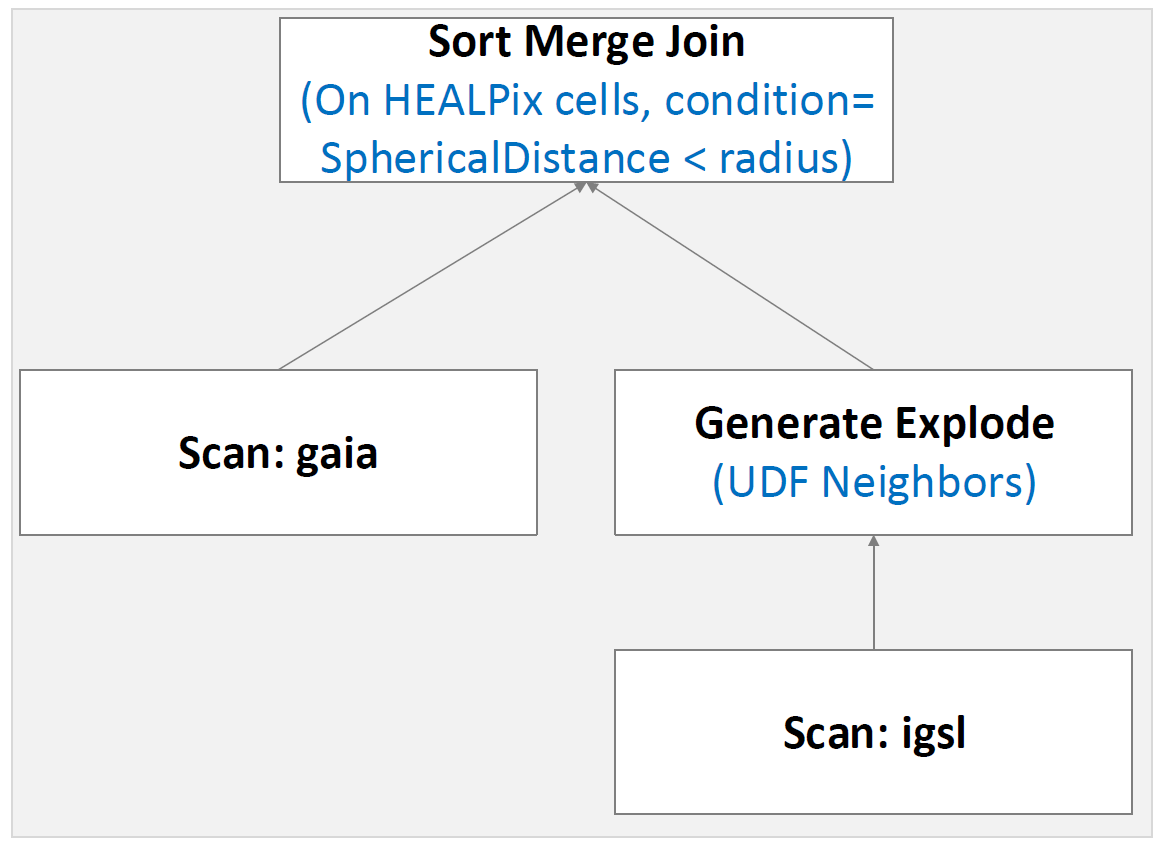 Sort Merge Join
(On HEALPix cells, condition=
SphericalDistance < radius)
Scan: gaia
Generate Explode
(UDF Neighbors)
Scan: igsl